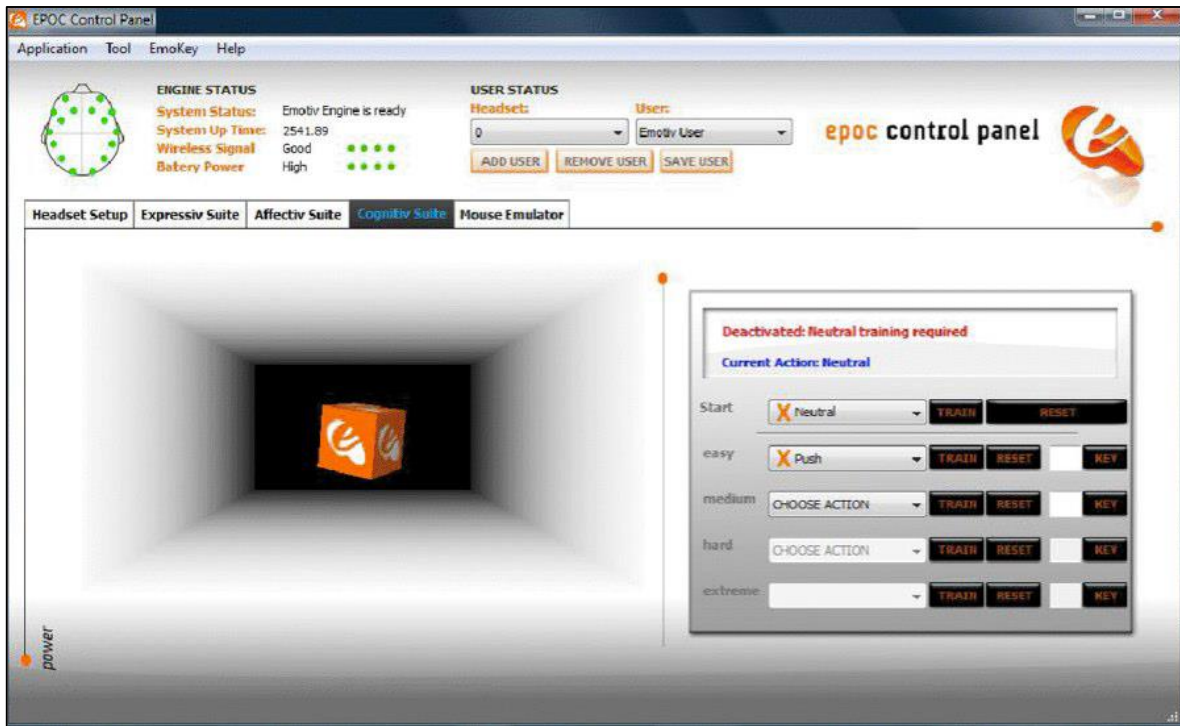 EPOC Control Panel
Application Tool EmoKey Help
ENGINE STATUS
System Status: Emotiv Engine is ready
System Up Time: 2541.89
Wireless Signal Good
Batery Power High
USER STATUS
Headset: User:
0 Emotiv User
ADD USER REMOVE USER SAVE USER
epoc control panel
Headset Setup Expressiv Suite Affectiv Suite Cognitiv Suite Mouse Emulator
Deactivated: Neutral training required
Current Action: Neutral
Start Neutral TRAIN RESET
easy Push TRAIN RESET KEY
medium CHOOSE ACTION TRAIN RESET KEY
hard CHOOSE ACTION TRAIN RESET KEY
extreme TRAIN RESET KEY
power